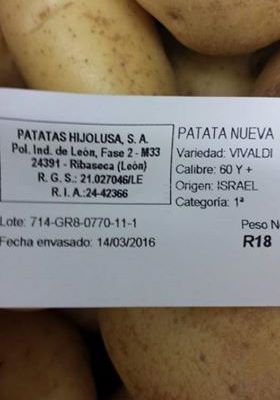 PATATAS HIJOLUSA, S.A.
Pol. Ind. de León, Fase 2 - M33
24391 - Ribaseca (León)
R. G. S.: 21.027046/LE
R. I. A.:24-42366
PATATA NUEVA
Variedad: VIVALDI
Calibre: 60 Y +
Origen: ISRAEL
Categoría: 1ª
Lote: 714-GR8-0770-11-1
Fecha envasado: 14/03/2016
Peso
R18